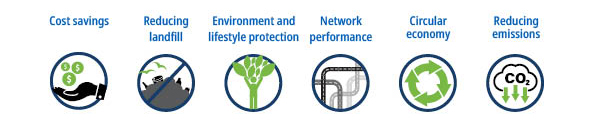 Cost savings
Reducing
landfill
Environment and
lifestyle protection
Network
performance
Circular
economy
Reducing
emissions
$
$
$
CO2